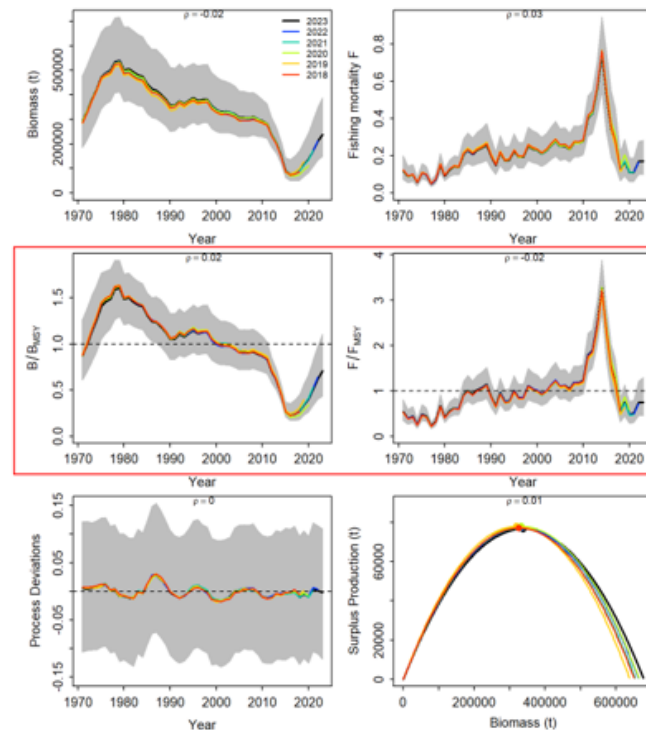 ρ = -0.02
ρ = 0.03
Biomass (t)
500000
200000
0
2023
2022
2021
2020
2019
2018
1970 1980 1990 2000 2010 2020
Year
Fishing mortality F
0.8
0.6
0.4
0.2
0.0
1970 1980 1990 2000 2010 2020
Year
ρ = 0.02
ρ = -0.02
B/BMSY
1.5
1.0
0.5
0.0
1970 1980 1990 2000 2010 2020
Year
F/FMSY
4
3
2
1
0
1970 1980 1990 2000 2010 2020
Year
ρ = 0
ρ = 0.01
Process Deviations
0.15
0.05
-0.05
-0.15
1970 1980 1990 2000 2010 2020
Year
Surplus Production (t)
60000
20000
0
0 200000 400000 600000
Biomass (t)